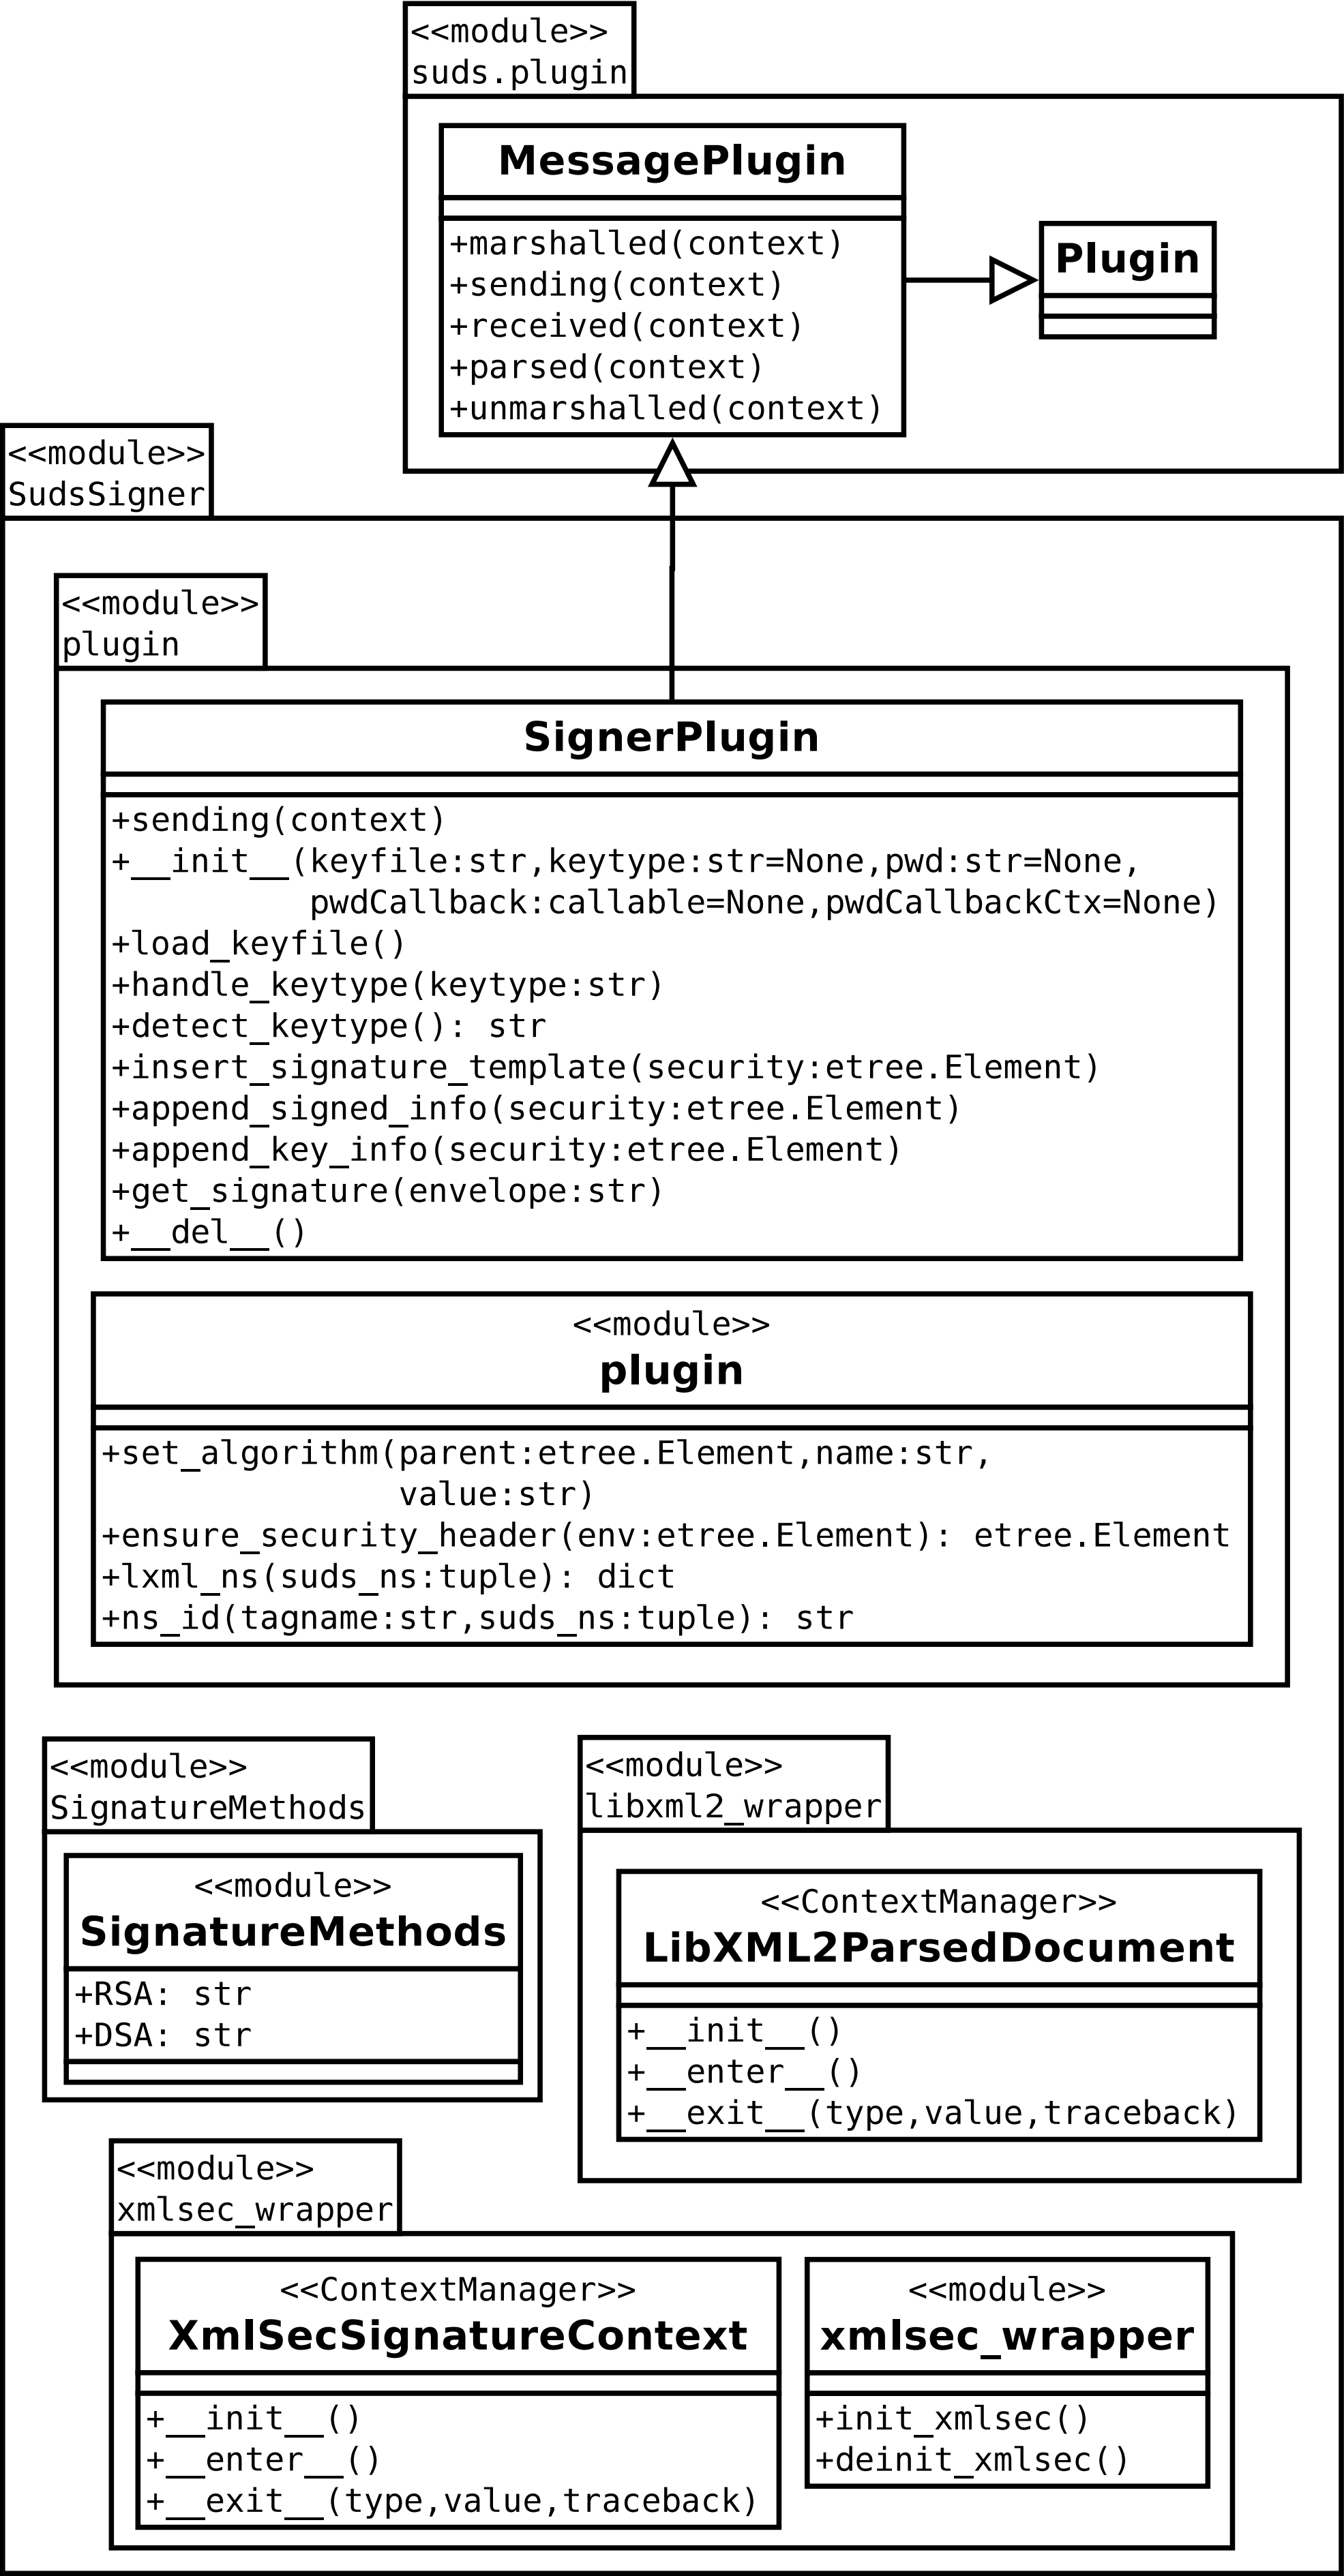 <<module>>
suds.plugin
MessagePlugin
+marshalled(context)
+sending(context)
+received(context)
+parsed(context)
+unmarshalled(context)
Plugin
<<module>>
SudsSigner
<<module>>
plugin
SignerPlugin
+sending(context)
+__init__(keyfile:str,keytype:str=None,pwd:str=None,
pwdCallback:callable=None,pwdCallbackCtx=None)
+load_keyfile()
+handle_keytype(keytype:str)
+detect_keytype(): str
+insert_signature_template(security:etree.Element)
+append_signed_info(security:etree.Element)
+append_key_info(security:etree.Element)
+get_signature(envelope:str)
+__del__()
<<module>>
plugin
+set_algorithm(parent:etree.Element,name:str,
value:str)
+ensure_security_header(env:etree.Element): etree.Element
+lxml_ns(suds_ns:tuple): dict
+ns_id(tagname:str,suds_ns:tuple): str
<<module>>
SignatureMethods
<<module>>
SignatureMethods
+RSA: str
+DSA: str
<<module>>
libxml2_wrapper
<<ContextManager>>
LibXML2ParsedDocument
+__init__()
+__enter__()
+__exit__(type,value,traceback)
<<module>>
xmlsec_wrapper
<<ContextManager>>
XmlSecSignatureContext
+__init__()
+__enter__()
+__exit__(type,value,traceback)
<<module>>
xmlsec_wrapper
+init_xmlsec()
+deinit_xmlsec()